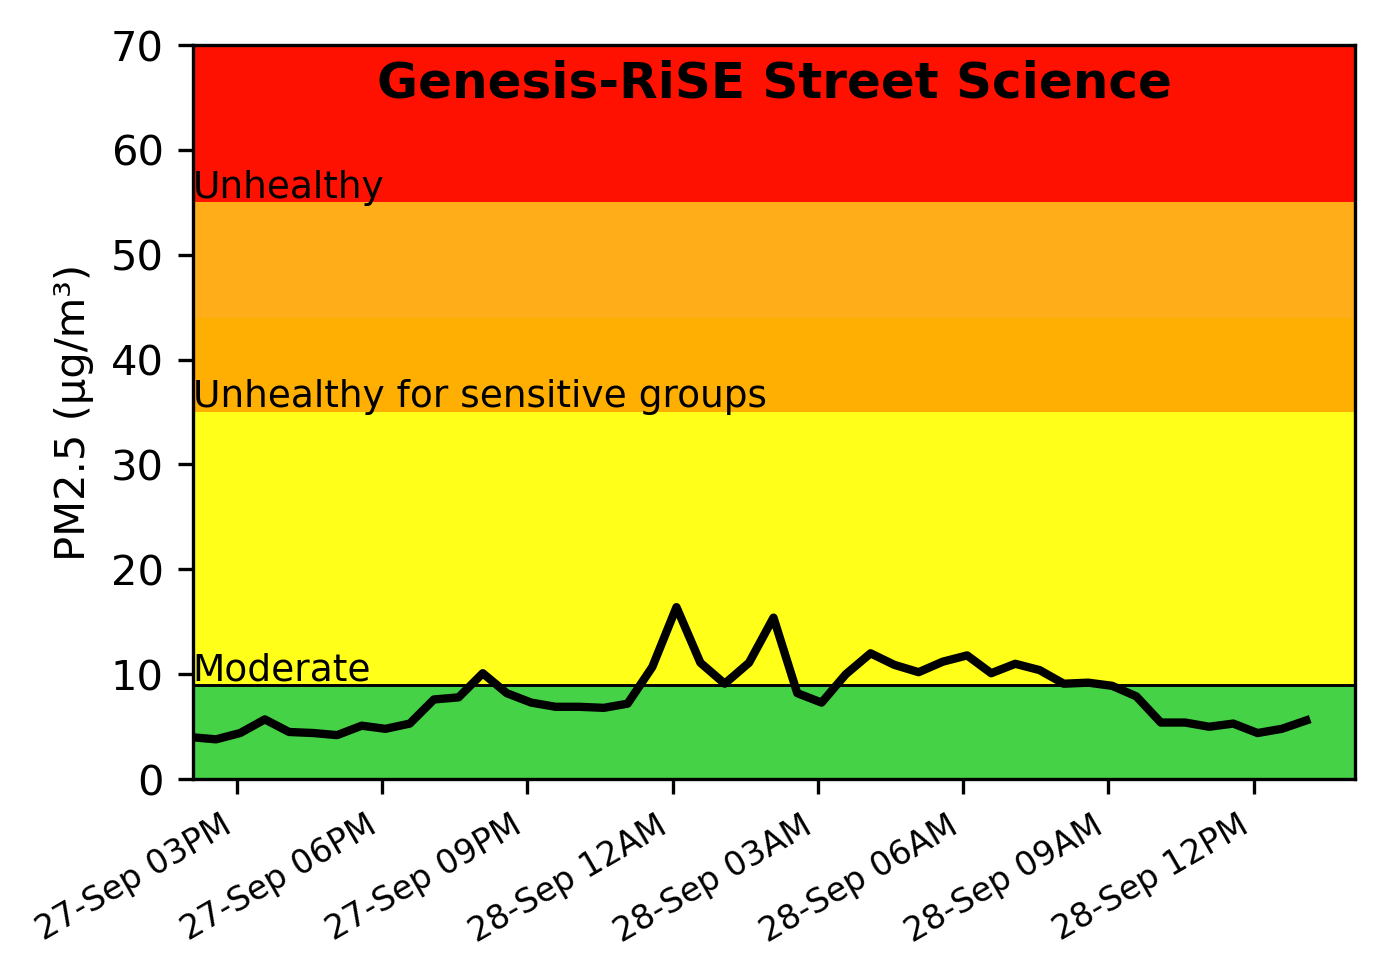 Genesis-RiSE Street Science
70
60
Unhealthy
50
40
Unhealthy for sensitive groups
30
20
Moderate
10
0
PM2.5 (µg/m³)
27-Sep 03PM
27-Sep 06PM
27-Sep 09PM
28-Sep 12AM
28-Sep 03AM
28-Sep 06AM
28-Sep 09AM
28-Sep 12PM